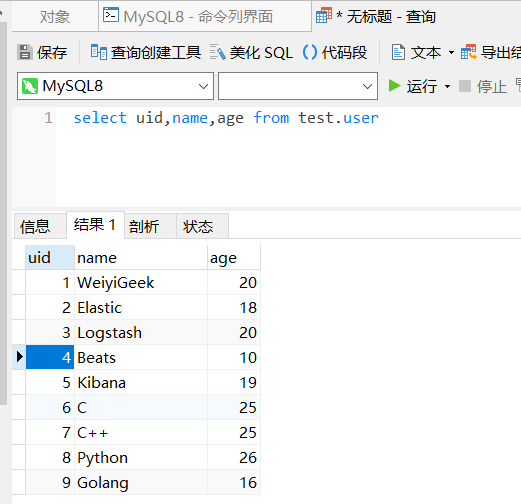 对象 MySQL8 - 命令列界面 * 无标题 - 查询
保存 查询创建工具 美化 SQL () 代码段 文本 导出结
MySQL8 运行 停止
1 select uid,name,age from test.user
信息 结果 1 剖析 状态
uid name age
1 WeiyiGeek 20
2 Elastic 18
3 Logstash 20
4 Beats 10
5 Kibana 19
6 C 25
7 C++ 25
8 Python 26
9 Golang 16